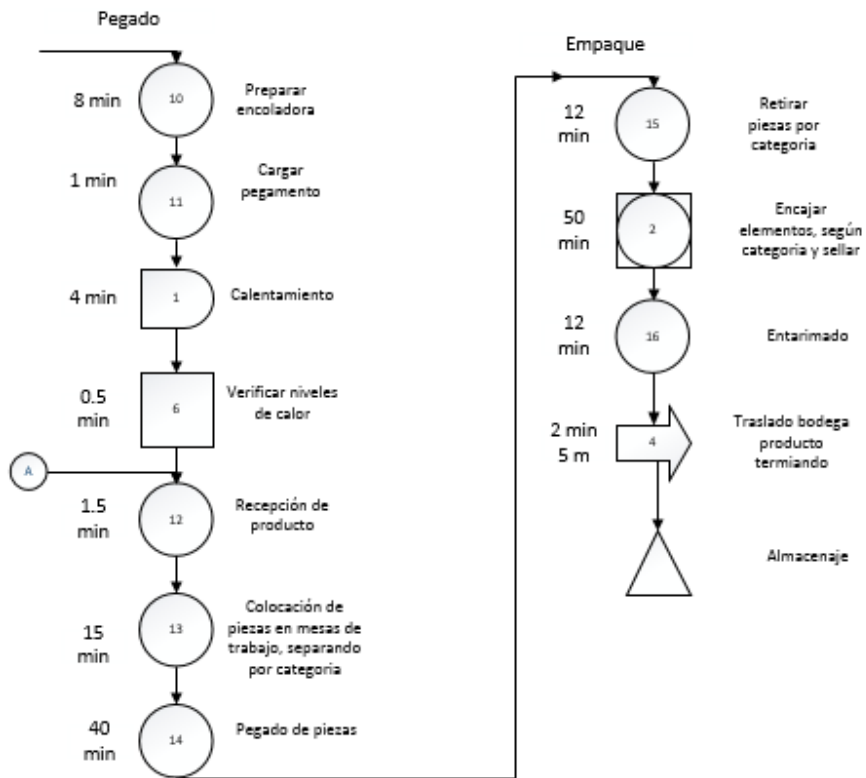 Pegado
8 min
10
Preparar
encoladora
1 min
11
Cargar
pegamento
4 min
1
Calentamiento
0.5
min
6
Verificar niveles
de calor
A
1.5
min
12
Recepción de
producto
15
min
13
Colocación de
piezas en mesas de
trabajo, separando
por categoria
40
min
14
Pegado de piezas
Empaque
12
min
15
Retirar
piezas por
categoria
50
min
2
Encajar
elementos, según
categoria y sellar
12
min
16
Entarimado
2 min
5 m
4
Traslado bodega
producto
termiando
Almacenaje